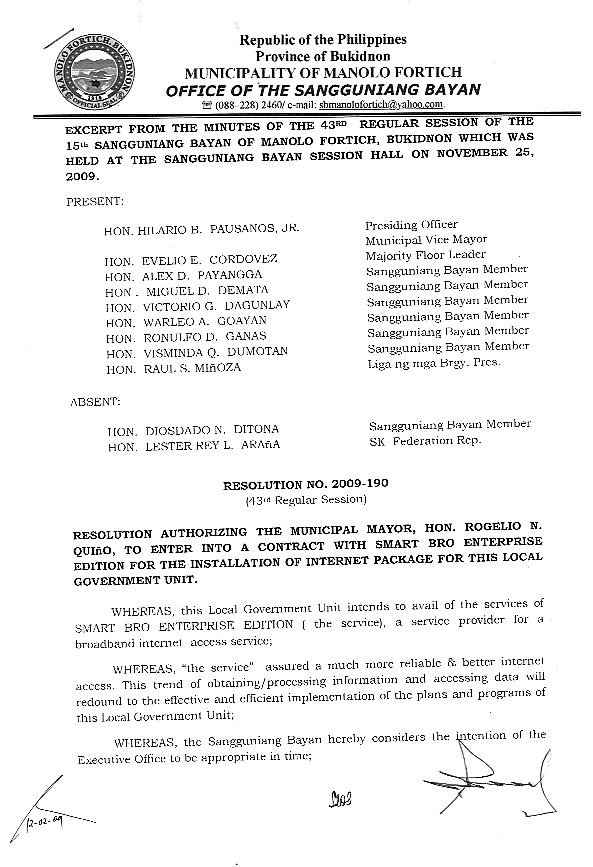 MANOLO FORTICH, BUKIDNON
OFFICIAL SEAL
Republic of the Philippines
Province of Bukidnon
MUNICIPALITY OF MANOLO FORTICH
OFFICE OF THE SANGGUNIANG BAYAN
☏ (088-228) 2460/ e-mail: sbmanolofortich@yahoo.com.
EXCERPT FROM THE MINUTES OF THE 43RD REGULAR SESSION OF THE
15th SANGGUNIANG BAYAN OF MANOLO FORTICH, BUKIDNON WHICH WAS
HELD AT THE SANGGUNIANG BAYAN SESSION HALL ON NOVEMBER 25,
2009.
PRESENT:
HON. HILARIO B. PAUSANOS, JR. Presiding Officer
Municipal Vice Mayor
HON. EVELIO E. CORDOVEZ Majority Floor Leader
HON. ALEX D. PAYANGGA Sangguniang Bayan Member
HON . MIGUEL D. DEMATA Sangguniang Bayan Member
HON. VICTORIO G. DAGUNLAY Sangguniang Bayan Member
HON. WARLEO A. GOAYAN Sangguniang Bayan Member
HON. RONULFO D. GANAS Sangguniang Bayan Member
HON. VISMINDA Q. DUMOTAN Sangguniang Bayan Member
HON. RAUL S. MIñOZA Liga ng mga Brgy. Pres.
ABSENT:
HON. DIOSDADO N. DITONA Sangguniang Bayan Member
HON. LESTER REY L. ARAñA SK Federation Rep.
RESOLUTION NO. 2009-190
(43rd Regular Session)
RESOLUTION AUTHORIZING THE MUNICIPAL MAYOR, HON. ROGELIO N.
QUIñO, TO ENTER INTO A CONTRACT WITH SMART BRO ENTERPRISE
EDITION FOR THE INSTALLATION OF INTERNET PACKAGE FOR THIS LOCAL
GOVERNMENT UNIT.
WHEREAS, this Local Government Unit intends to avail of the services of
SMART BRO ENTERPRISE EDITION ( the service), a service provider for a
broadband internet access service;
WHEREAS, "the service" assured a much more reliable & better internet
access. This trend of obtaining/processing information and accessing data will
redound to the effective and efficient implementation of the plans and programs of
this Local Government Unit;
WHEREAS, the Sangguniang Bayan hereby considers the intention of the
Executive Office to be appropriate in time;
12-02-09